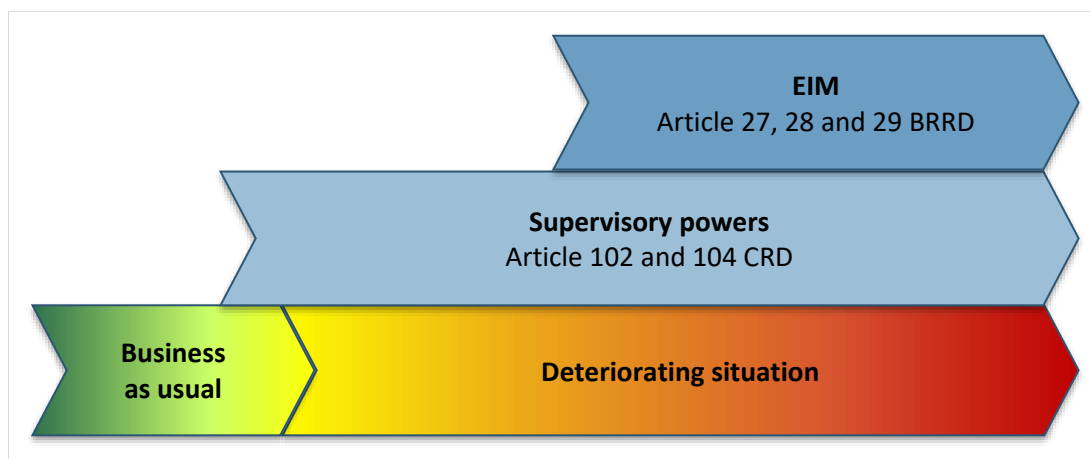 EIM
Article 27, 28 and 29 BRRD
Supervisory powers
Article 102 and 104 CRD
Business
as usual
Deteriorating situation